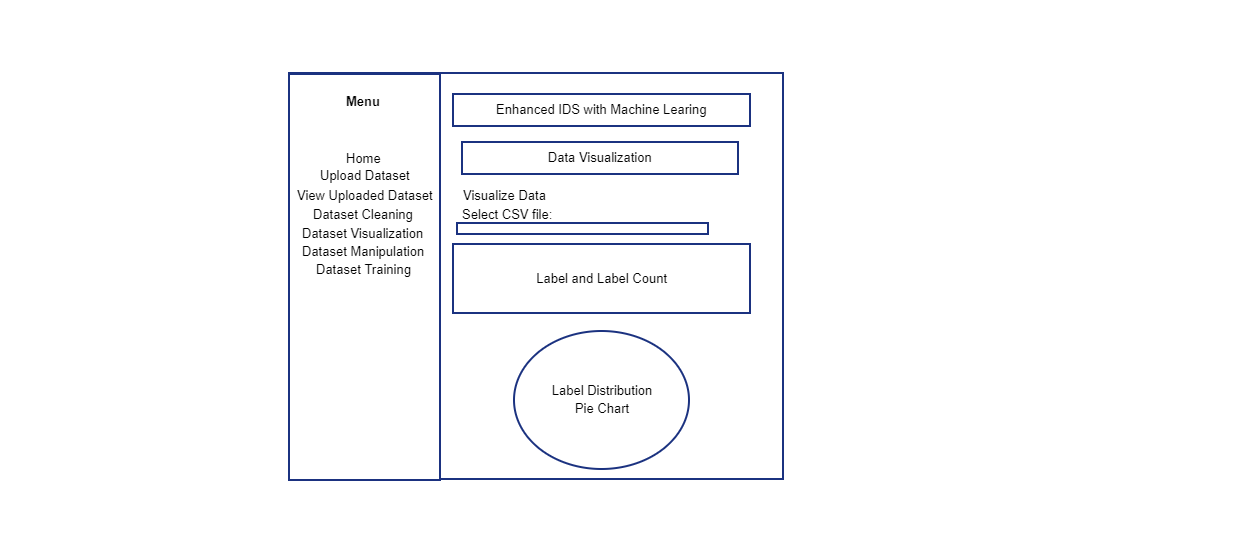 Menu
Home
Upload Dataset
View Uploaded Dataset
Dataset Cleaning
Dataset Visualization
Dataset Manipulation
Dataset Training
Enhanced IDS with Machine Learing
Data Visualization
Visualize Data
Select CSV file:
Label and Label Count
Label Distribution
Pie Chart